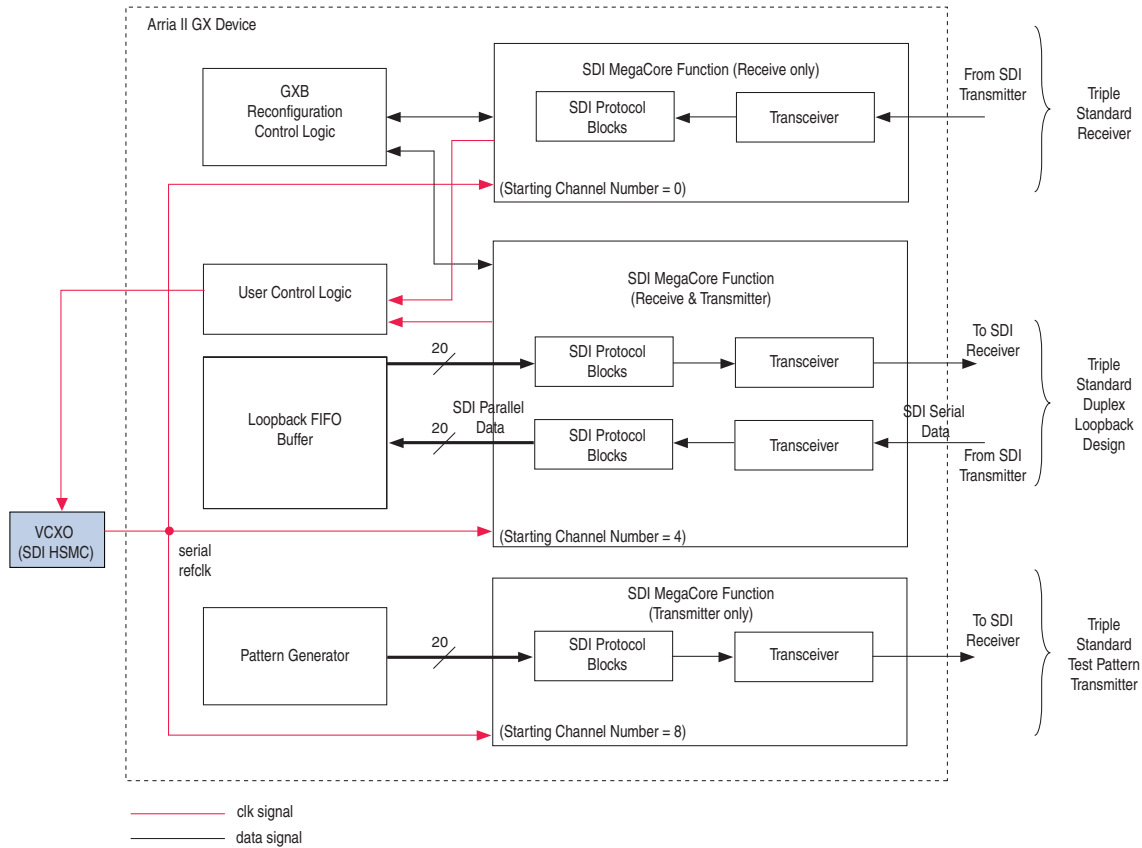 Arria II GX Device
GXB
Reconfiguration
Control Logic
SDI MegaCore Function (Receive only)
SDI Protocol
Blocks
Transceiver
(Starting Channel Number = 0)
From SDI
Transmitter
Triple
Standard
Receiver
User Control Logic
SDI MegaCore Function
(Receive & Transmitter)
Loopback FIFO
Buffer
20
SDI Protocol
Blocks
Transceiver
To SDI
Receiver
SDI Parallel
Data
20
SDI Protocol
Blocks
Transceiver
SDI Serial
Data
From SDI
Transmitter
Triple
Standard
Duplex
Loopback
Design
(Starting Channel Number = 4)
VCXO
(SDI HSMC)
serial
refclk
SDI MegaCore Function
(Transmitter only)
Pattern Generator
20
SDI Protocol
Blocks
Transceiver
To SDI
Receiver
Triple
Standard
Test Pattern
Transmitter
(Starting Channel Number = 8)
clk signal
data signal